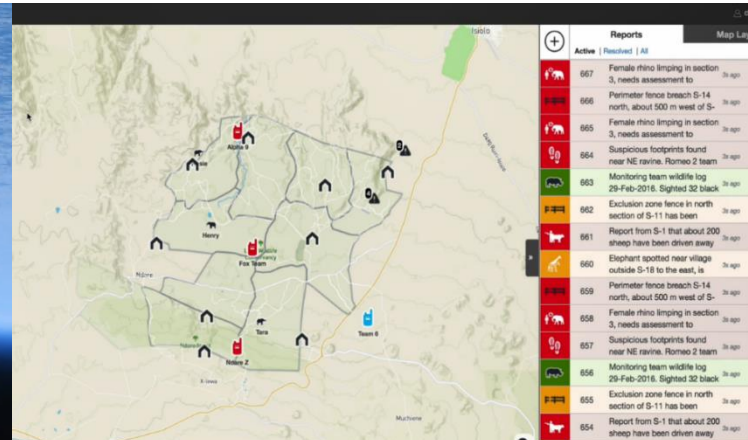 Isiolo
Alpha 9
Henry
Fox Team
Team 6
Tara
Ndare 2
Reports
Map Lay
Active | Resolved | All
667 Female rhino limping in section 3, needs assessment to
3s ago
666 Perimeter fence breach S-14 north, about 500 m west of S-
3s ago
665 Female rhino limping in section 3, needs assessment to
3s ago
664 Suspicious footprints found near NE ravine. Romeo 2 team
3s ago
663 Monitoring team wildlife log 29-Feb-2016. Sighted 32 black
3s ago
662 Exclusion zone fence in north section of S-11 has been
3s ago
661 Report from S-1 that about 200 sheep have been driven away
3s ago
660 Elephant spotted near village outside S-18 to the east, is
3s ago
659 Perimeter fence breach S-14 north, about 500 m west of S-
3s ago
658 Female rhino limping in section 3, needs assessment to
3s ago
657 Suspicious footprints found near NE ravine. Romeo 2 team
3s ago
656 Monitoring team wildlife log 29-Feb-2016. Sighted 32 black
3s ago
655 Exclusion zone fence in north section of S-11 has been
3s ago
654 Report from S-1 that about 200 sheep have been driven away
3s ago